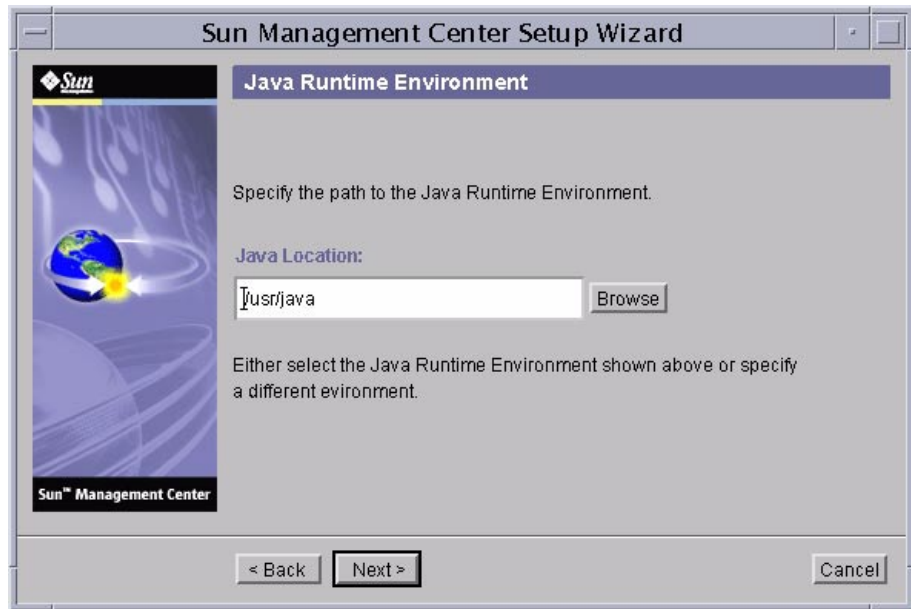 Sun Management Center Setup Wizard
Sun
Java Runtime Environment
Specify the path to the Java Runtime Environment.
Java Location:
/usr/java
Browse
Either select the Java Runtime Environment shown above or specify
a different evironment.
Sun™ Management Center
< Back
Next >
Cancel